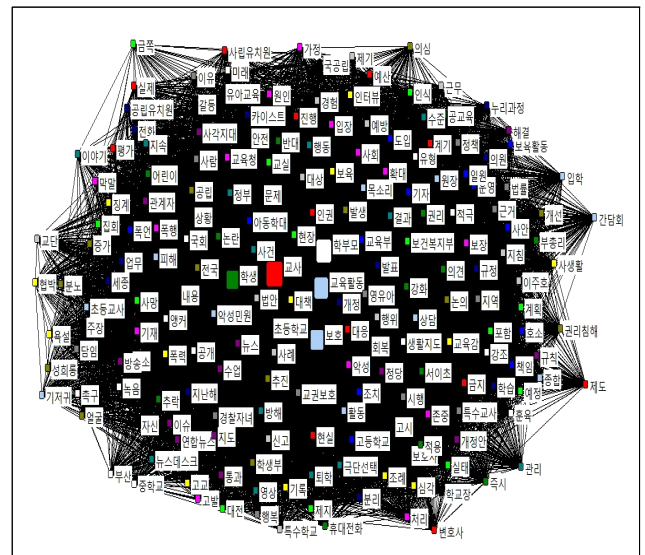 금쪽
사립유치원
가정
의심
국공립
제기
이유
미래
예산
실제
유아교육
원인
인터뷰
인식
근무
갈동
경험
공립유치원
카이스트
수준
공교육
누리과정
전화
사각지대
안전
진행
입장
예방
도입
해결
반대
계기
정책
보육활동
지속
행동
이야기
평가
사람
교육청
교실
사회
유형
의원
어린이
대상
보육
확대
원장
일원
입학
막말
목소리
기자
운영
법률
징계
관계자
공립
정부
문제
인권
발생
결과
권리
적극
근거
개선
간담회
집회
폭언
폭행
상황
아동학대
사안
교단
증가
국회
논란
현장
학부모
교육부
보건복지부
보장
부총리
업무
피해
사건
지침
협박
분노
세종
전국
학생
교사
발표
의견
규정
사생활
교육활동
이주호
초등교사
사망
내용
법안
대책
영유아
강화
논의
지역
개정
계획
욕실
주장
기재
앵커
악성민원
행위
상담
권리침해
담임
초등학교
보호
대응
포함
호소
방송소
폭력
공개
뉴스
회복
생활지도
교육감
규칙
성희롱
사례
강조
수업
악성
정당
서이초
책임
기저귀
촉구
녹음
추진
금지
학습
종합
제도
추락
지난해
교권보호
조치
시행
예정
얼굴
경찰자녀
방해
활동
존중
특수교사
훈육
자신
이슈
지도
고시
연합뉴스
신고
현실
고등학교
적용
개정안
뉴스데스크
학생부
극단선택
실태
관리
부산
중학교
고교
통과
기록
퇴학
조례
심각
즉시
영상
분리
학교장
고발
대전
행복
제지
처리
특수학교
휴대전화
변호사